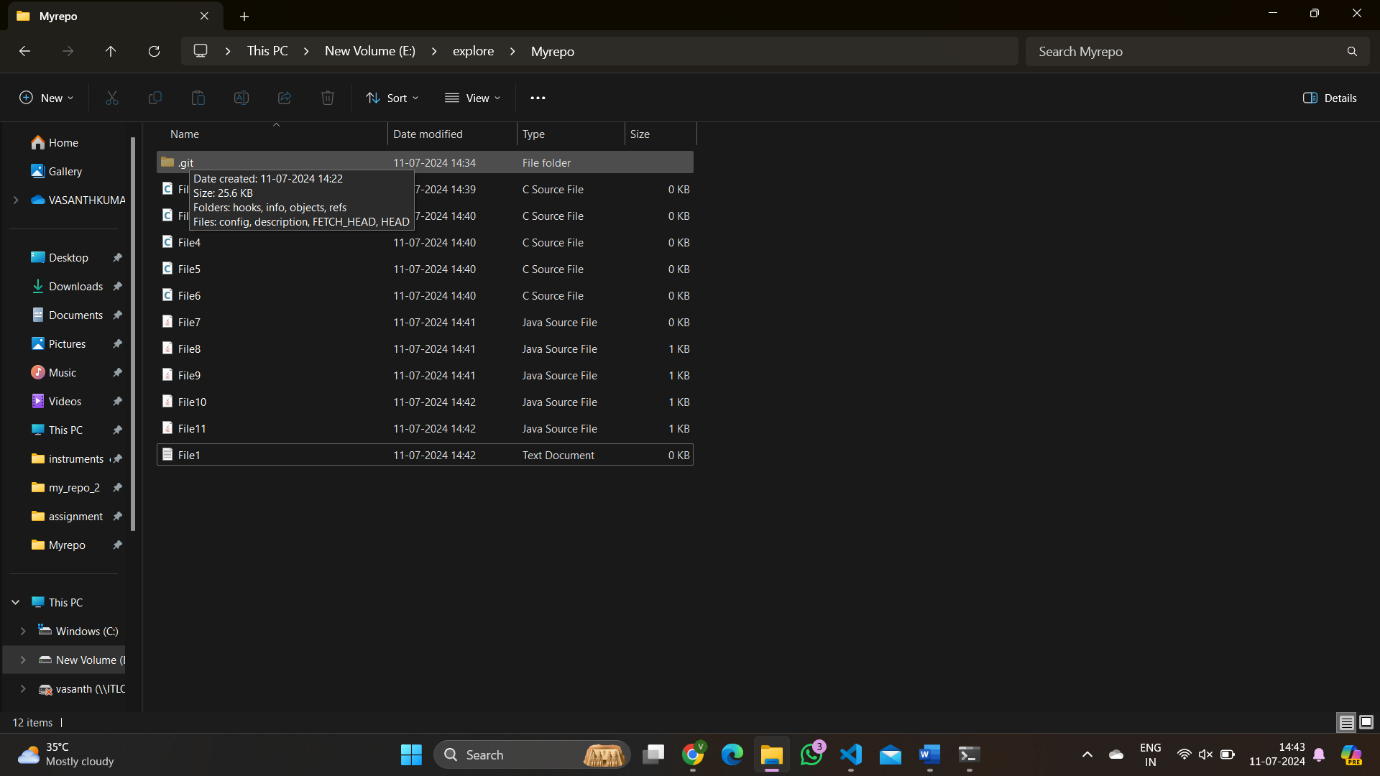 Myrepo
This PC > New Volume (E:) > explore > Myrepo
Search Myrepo
New
Sort
View
Details
Name Date modified Type Size
.git 11-07-2024 14:34 File folder
Date created: 11-07-2024 14:22
Size: 25.6 KB
Folders: hooks, info, objects, refs
Files: config, description, FETCH_HEAD, HEAD
14:39 C Source File 0 KB
14:40 C Source File 0 KB
File4 11-07-2024 14:40 C Source File 0 KB
File5 11-07-2024 14:40 C Source File 0 KB
File6 11-07-2024 14:40 C Source File 0 KB
File7 11-07-2024 14:41 Java Source File 0 KB
File8 11-07-2024 14:41 Java Source File 1 KB
File9 11-07-2024 14:41 Java Source File 1 KB
File10 11-07-2024 14:42 Java Source File 1 KB
File11 11-07-2024 14:42 Java Source File 1 KB
File1 11-07-2024 14:42 Text Document 0 KB
Home
Gallery
VASANTHKUMA
Desktop
Downloads
Documents
Pictures
Music
Videos
This PC
instruments
my_repo_2
assignment
Myrepo
This PC
Windows (C:)
New Volume (
vasanth (\\ITLC
12 items
35°C
Mostly cloudy
Search
V
3
ENG
IN
14:43
11-07-2024
PRE